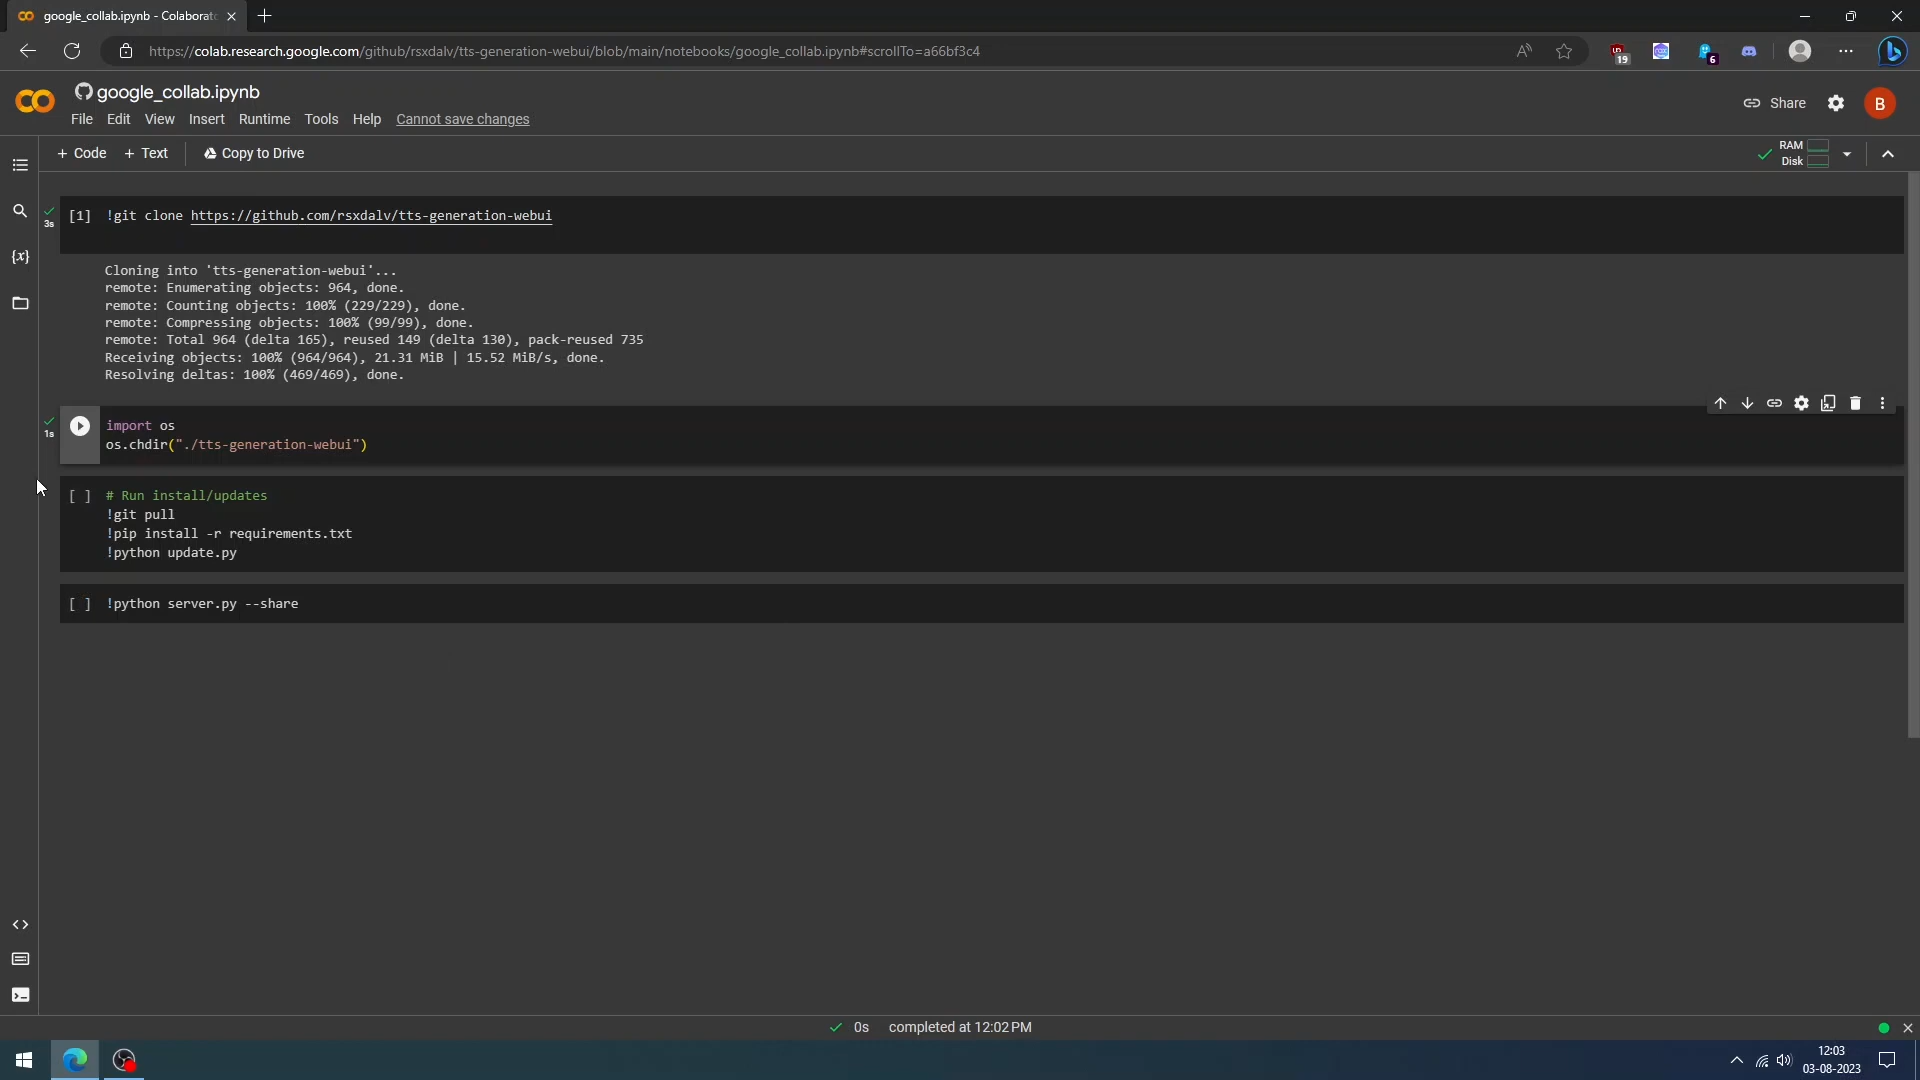 google_collab.ipynb - Colaborat
https://colab.research.google.com/github/rsxdalv/tts-generation-webui/blob/main/notebooks/google_collab.ipynb#scrollTo=a66bf3c4
19
6
google_collab.ipynb
Share
B
File Edit View Insert Runtime Tools Help Cannot save changes
+ Code + Text Copy to Drive
RAM
Disk
[1] !git clone https://github.com/rsxdalv/tts-generation-webui
3s
Cloning into 'tts-generation-webui'...
remote: Enumerating objects: 964, done.
remote: Counting objects: 100% (229/229), done.
remote: Compressing objects: 100% (99/99), done.
remote: Total 964 (delta 165), reused 149 (delta 130), pack-reused 735
Receiving objects: 100% (964/964), 21.31 MiB | 15.52 MiB/s, done.
Resolving deltas: 100% (469/469), done.
import os
1s
os.chdir("./tts-generation-webui")
[ ] # Run install/updates
!git pull
!pip install -r requirements.txt
!python update.py
[ ] !python server.py --share
0s completed at 12:02 PM
12:03
03-08-2023